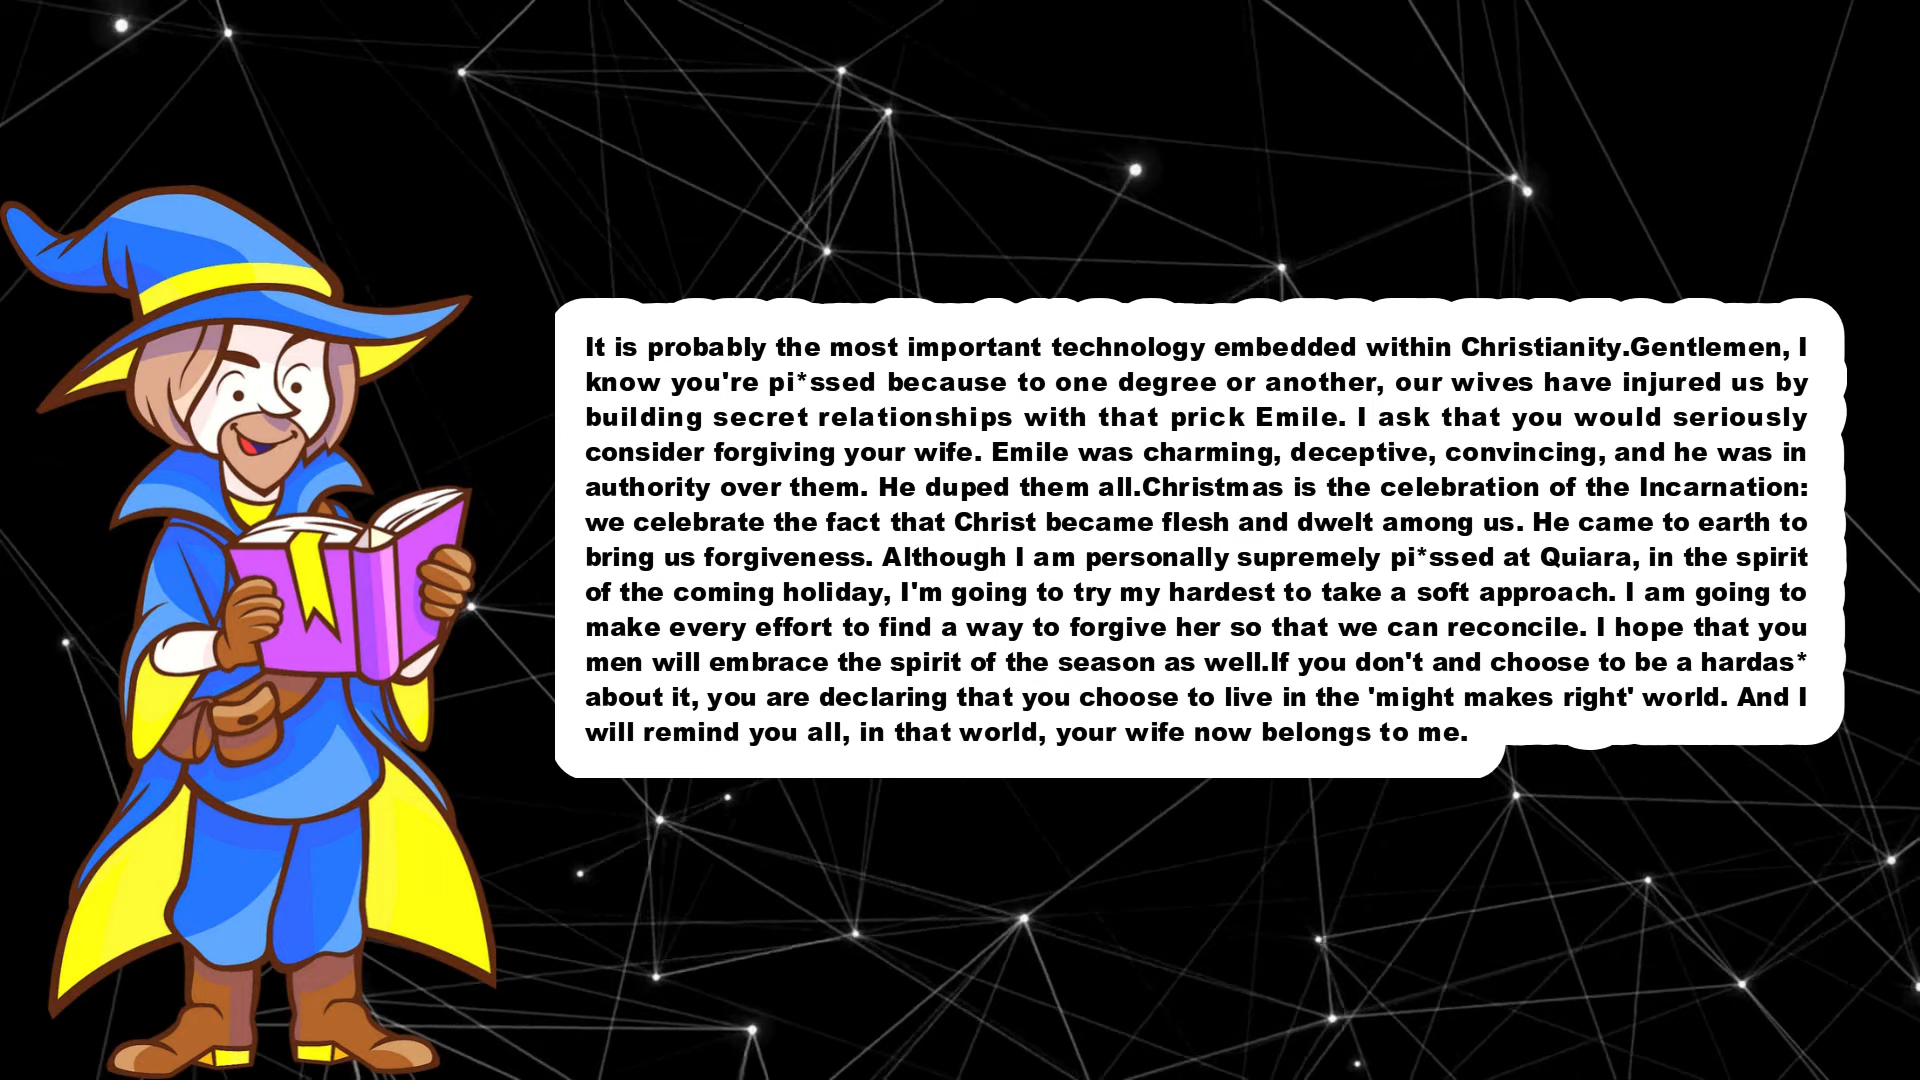 It is probably the most important technology embedded within Christianity.Gentlemen, I
know you're pi*ssed because to one degree or another, our wives have injured us by
building secret relationships with that prick Emile. I ask that you would seriously
consider forgiving your wife. Emile was charming, deceptive, convincing, and he was in
authority over them. He duped them all.Christmas is the celebration of the Incarnation:
we celebrate the fact that Christ became flesh and dwelt among us. He came to earth to
bring us forgiveness. Although I am personally supremely pi*ssed at Quiara, in the spirit
of the coming holiday, I'm going to try my hardest to take a soft approach. I am going to
make every effort to find a way to forgive her so that we can reconcile. I hope that you
men will embrace the spirit of the season as well.If you don't and choose to be a hardas*
about it, you are declaring that you choose to live in the 'might makes right' world. And I
will remind you all, in that world, your wife now belongs to me.